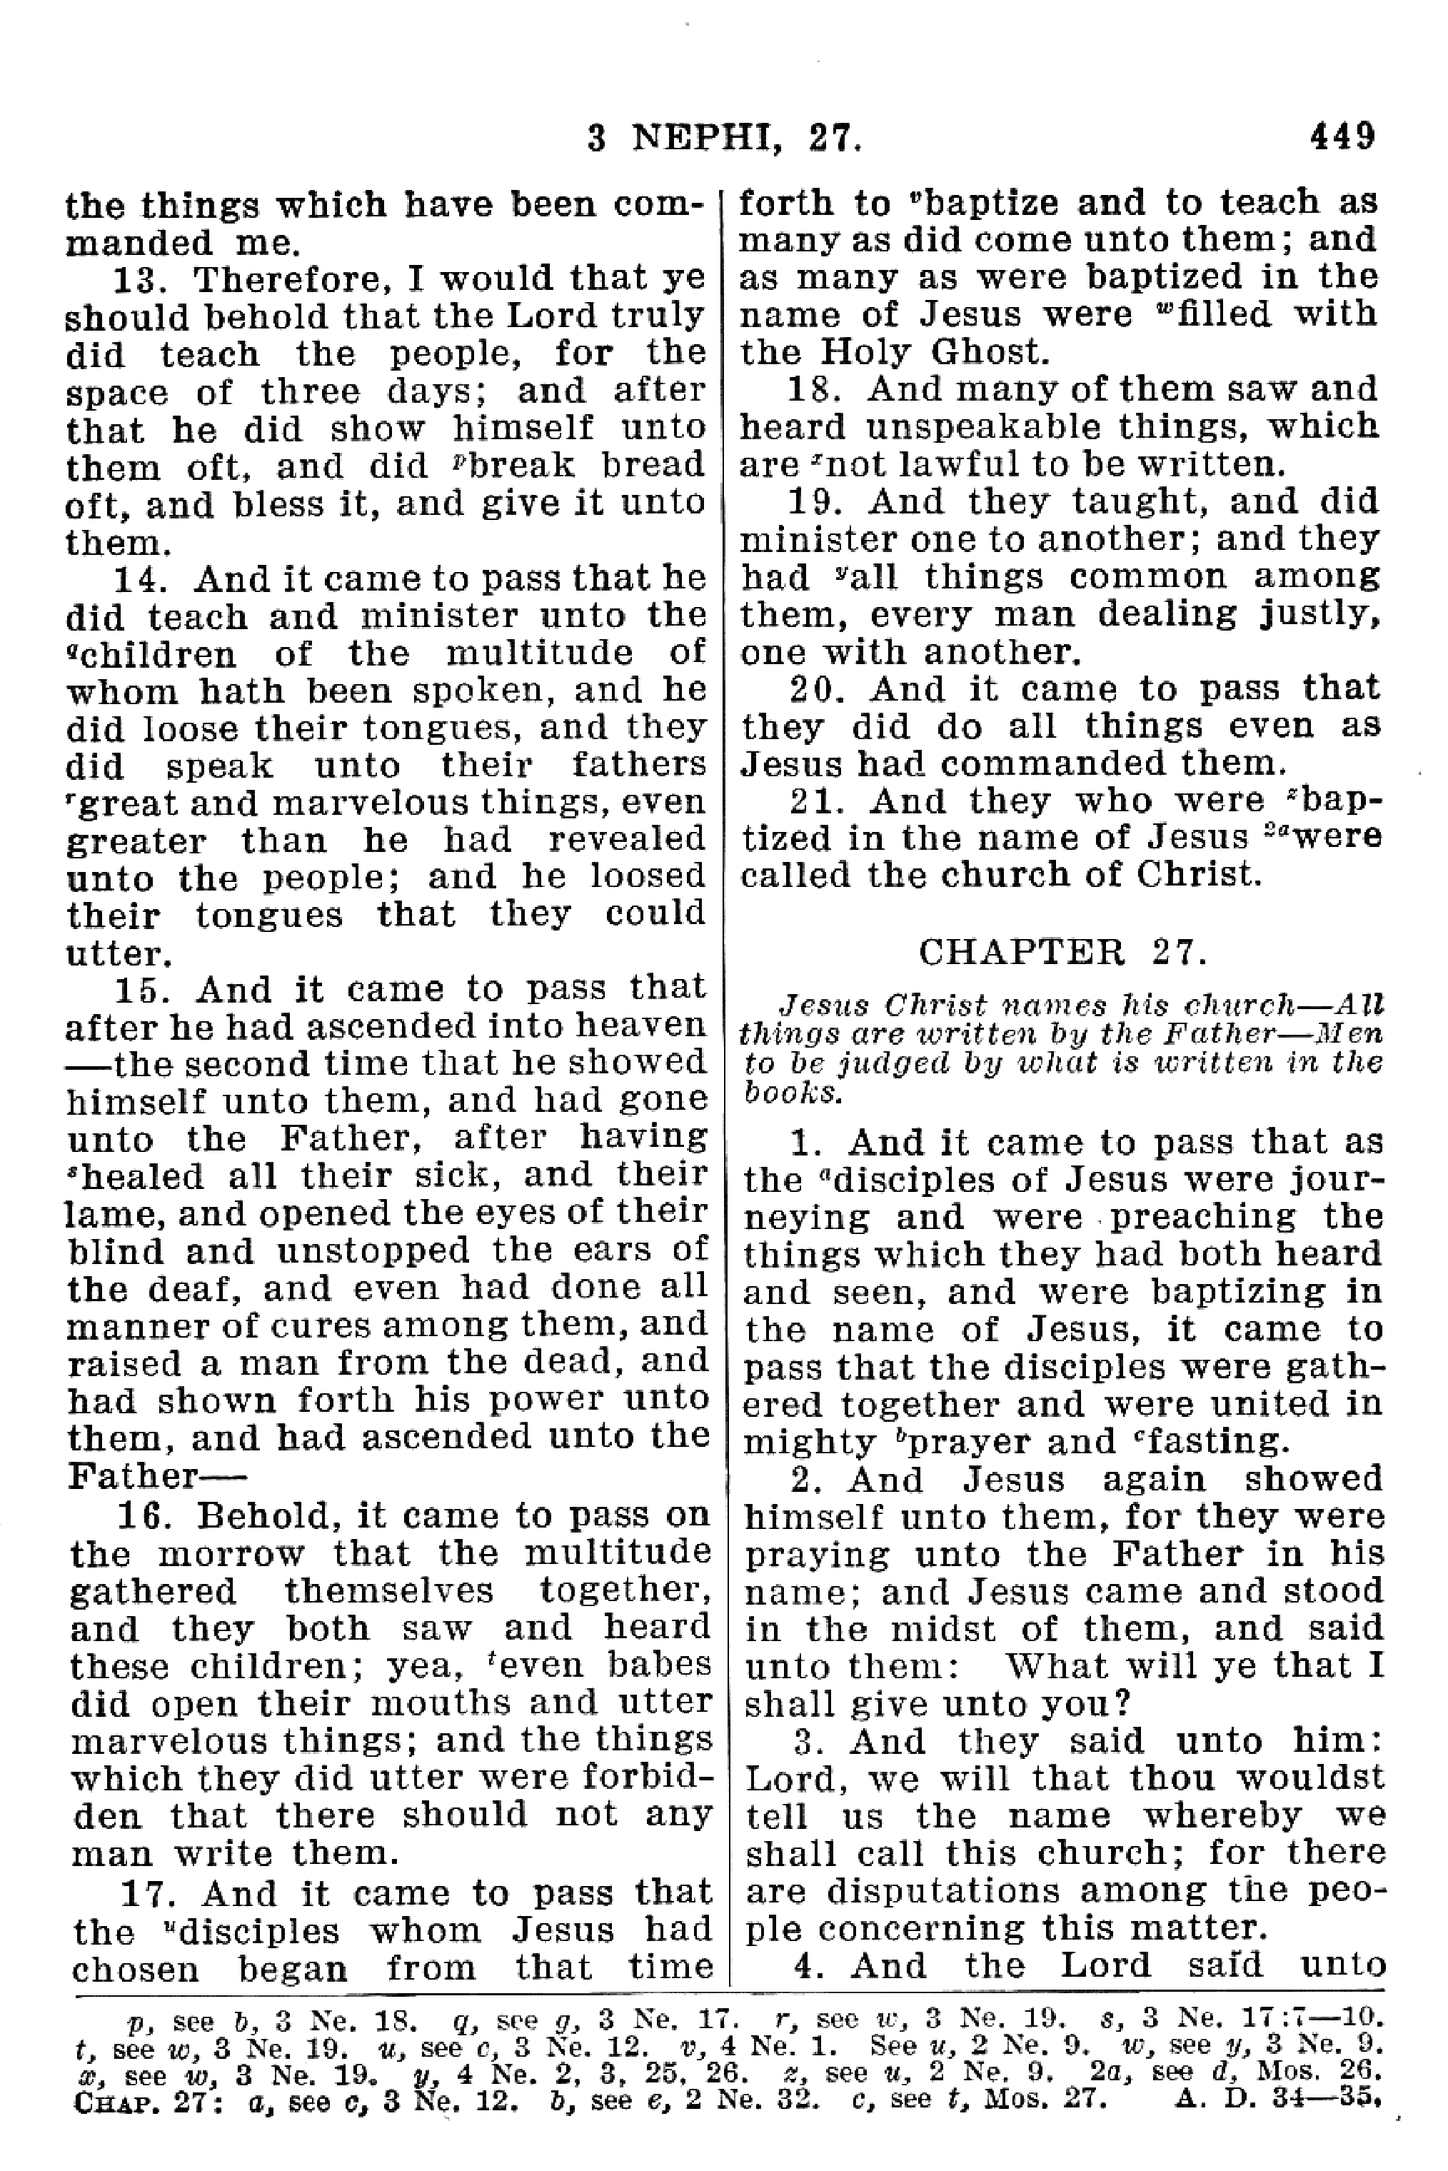 3 NEPHI, 27.
449
the things which have been com-
manded me.
13. Therefore, I would that ye
should behold that the Lord truly
did teach the people, for the
space of three days; and after
that he did show himself unto
them oft, and did ᵖbreak bread
oft, and bless it, and give it unto
them.
14. And it came to pass that he
did teach and minister unto the
qchildren of the multitude of
whom hath been spoken, and he
did loose their tongues, and they
did speak unto their fathers
ʳgreat and marvelous things, even
greater than he had revealed
unto the people; and he loosed
their tongues that they could
utter.
15. And it came to pass that
after he had ascended into heaven
—the second time that he showed
himself unto them, and had gone
unto the Father, after having
ˢhealed all their sick, and their
lame, and opened the eyes of their
blind and unstopped the ears of
the deaf, and even had done all
manner of cures among them, and
raised a man from the dead, and
had shown forth his power unto
them, and had ascended unto the
Father—
16. Behold, it came to pass on
the morrow that the multitude
gathered themselves together,
and they both saw and heard
these children; yea, ᵗeven babes
did open their mouths and utter
marvelous things; and the things
which they did utter were forbid-
den that there should not any
man write them.
17. And it came to pass that
the ᵘdisciples whom Jesus had
chosen began from that time
forth to ᵛbaptize and to teach as
many as did come unto them; and
as many as were baptized in the
name of Jesus were ʷfilled with
the Holy Ghost.
18. And many of them saw and
heard unspeakable things, which
are ˣnot lawful to be written.
19. And they taught, and did
minister one to another; and they
had ʸall things common among
them, every man dealing justly,
one with another.
20. And it came to pass that
they did do all things even as
Jesus had commanded them.
21. And they who were ᶻbap-
tized in the name of Jesus ²ᵃwere
called the church of Christ.
CHAPTER 27.
Jesus Christ names his church—All
things are written by the Father—Men
to be judged by what is written in the
books.
1. And it came to pass that as
the ᵃdisciples of Jesus were jour-
neying and were preaching the
things which they had both heard
and seen, and were baptizing in
the name of Jesus, it came to
pass that the disciples were gath-
ered together and were united in
mighty ᵇprayer and ᶜfasting.
2. And Jesus again showed
himself unto them, for they were
praying unto the Father in his
name; and Jesus came and stood
in the midst of them, and said
unto them: What will ye that I
shall give unto you?
3. And they said unto him:
Lord, we will that thou wouldst
tell us the name whereby we
shall call this church; for there
are disputations among the peo-
ple concerning this matter.
4. And the Lord said unto
p, see b, 3 Ne. 18. q, see g, 3 Ne. 17. r, see w, 3 Ne. 19. s, 3 Ne. 17:7—10.
t, see w, 3 Ne. 19. u, see c, 3 Ne. 12. v, 4 Ne. 1. See u, 2 Ne. 9. w, see y, 3 Ne. 9.
x, see w, 3 Ne. 19. y, 4 Ne. 2, 3, 25, 26. z, see u, 2 Ne. 9. 2a, see d, Mos. 26.
CHAP. 27: a, see c, 3 Ne. 12. b, see e, 2 Ne. 32. c, see t, Mos. 27. A. D. 34—35.